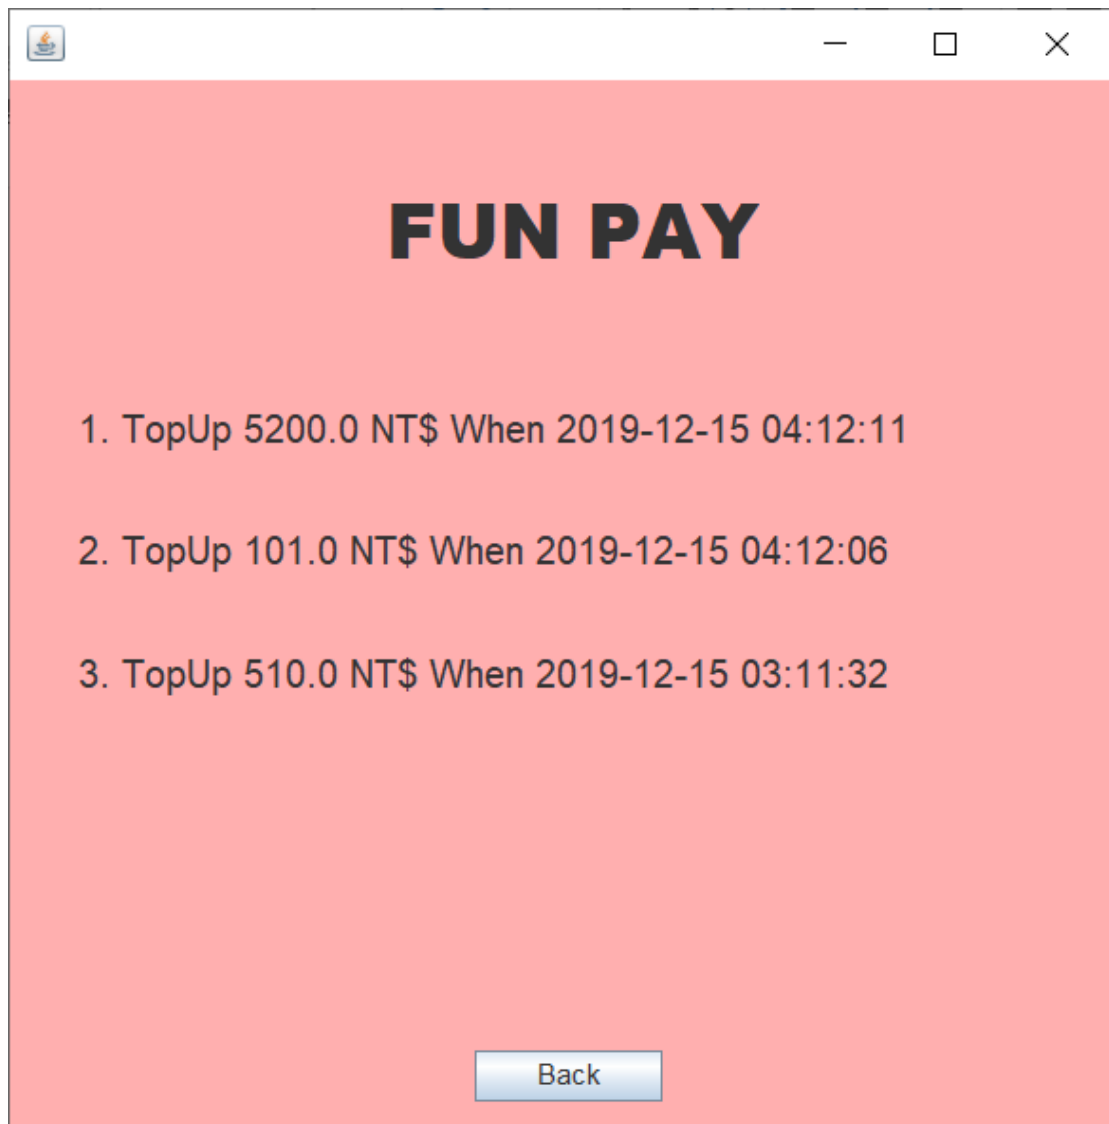 FUN PAY
1. TopUp 5200.0 NT$ When 2019-12-15 04:12:11
2. TopUp 101.0 NT$ When 2019-12-15 04:12:06
3. TopUp 510.0 NT$ When 2019-12-15 03:11:32
Back